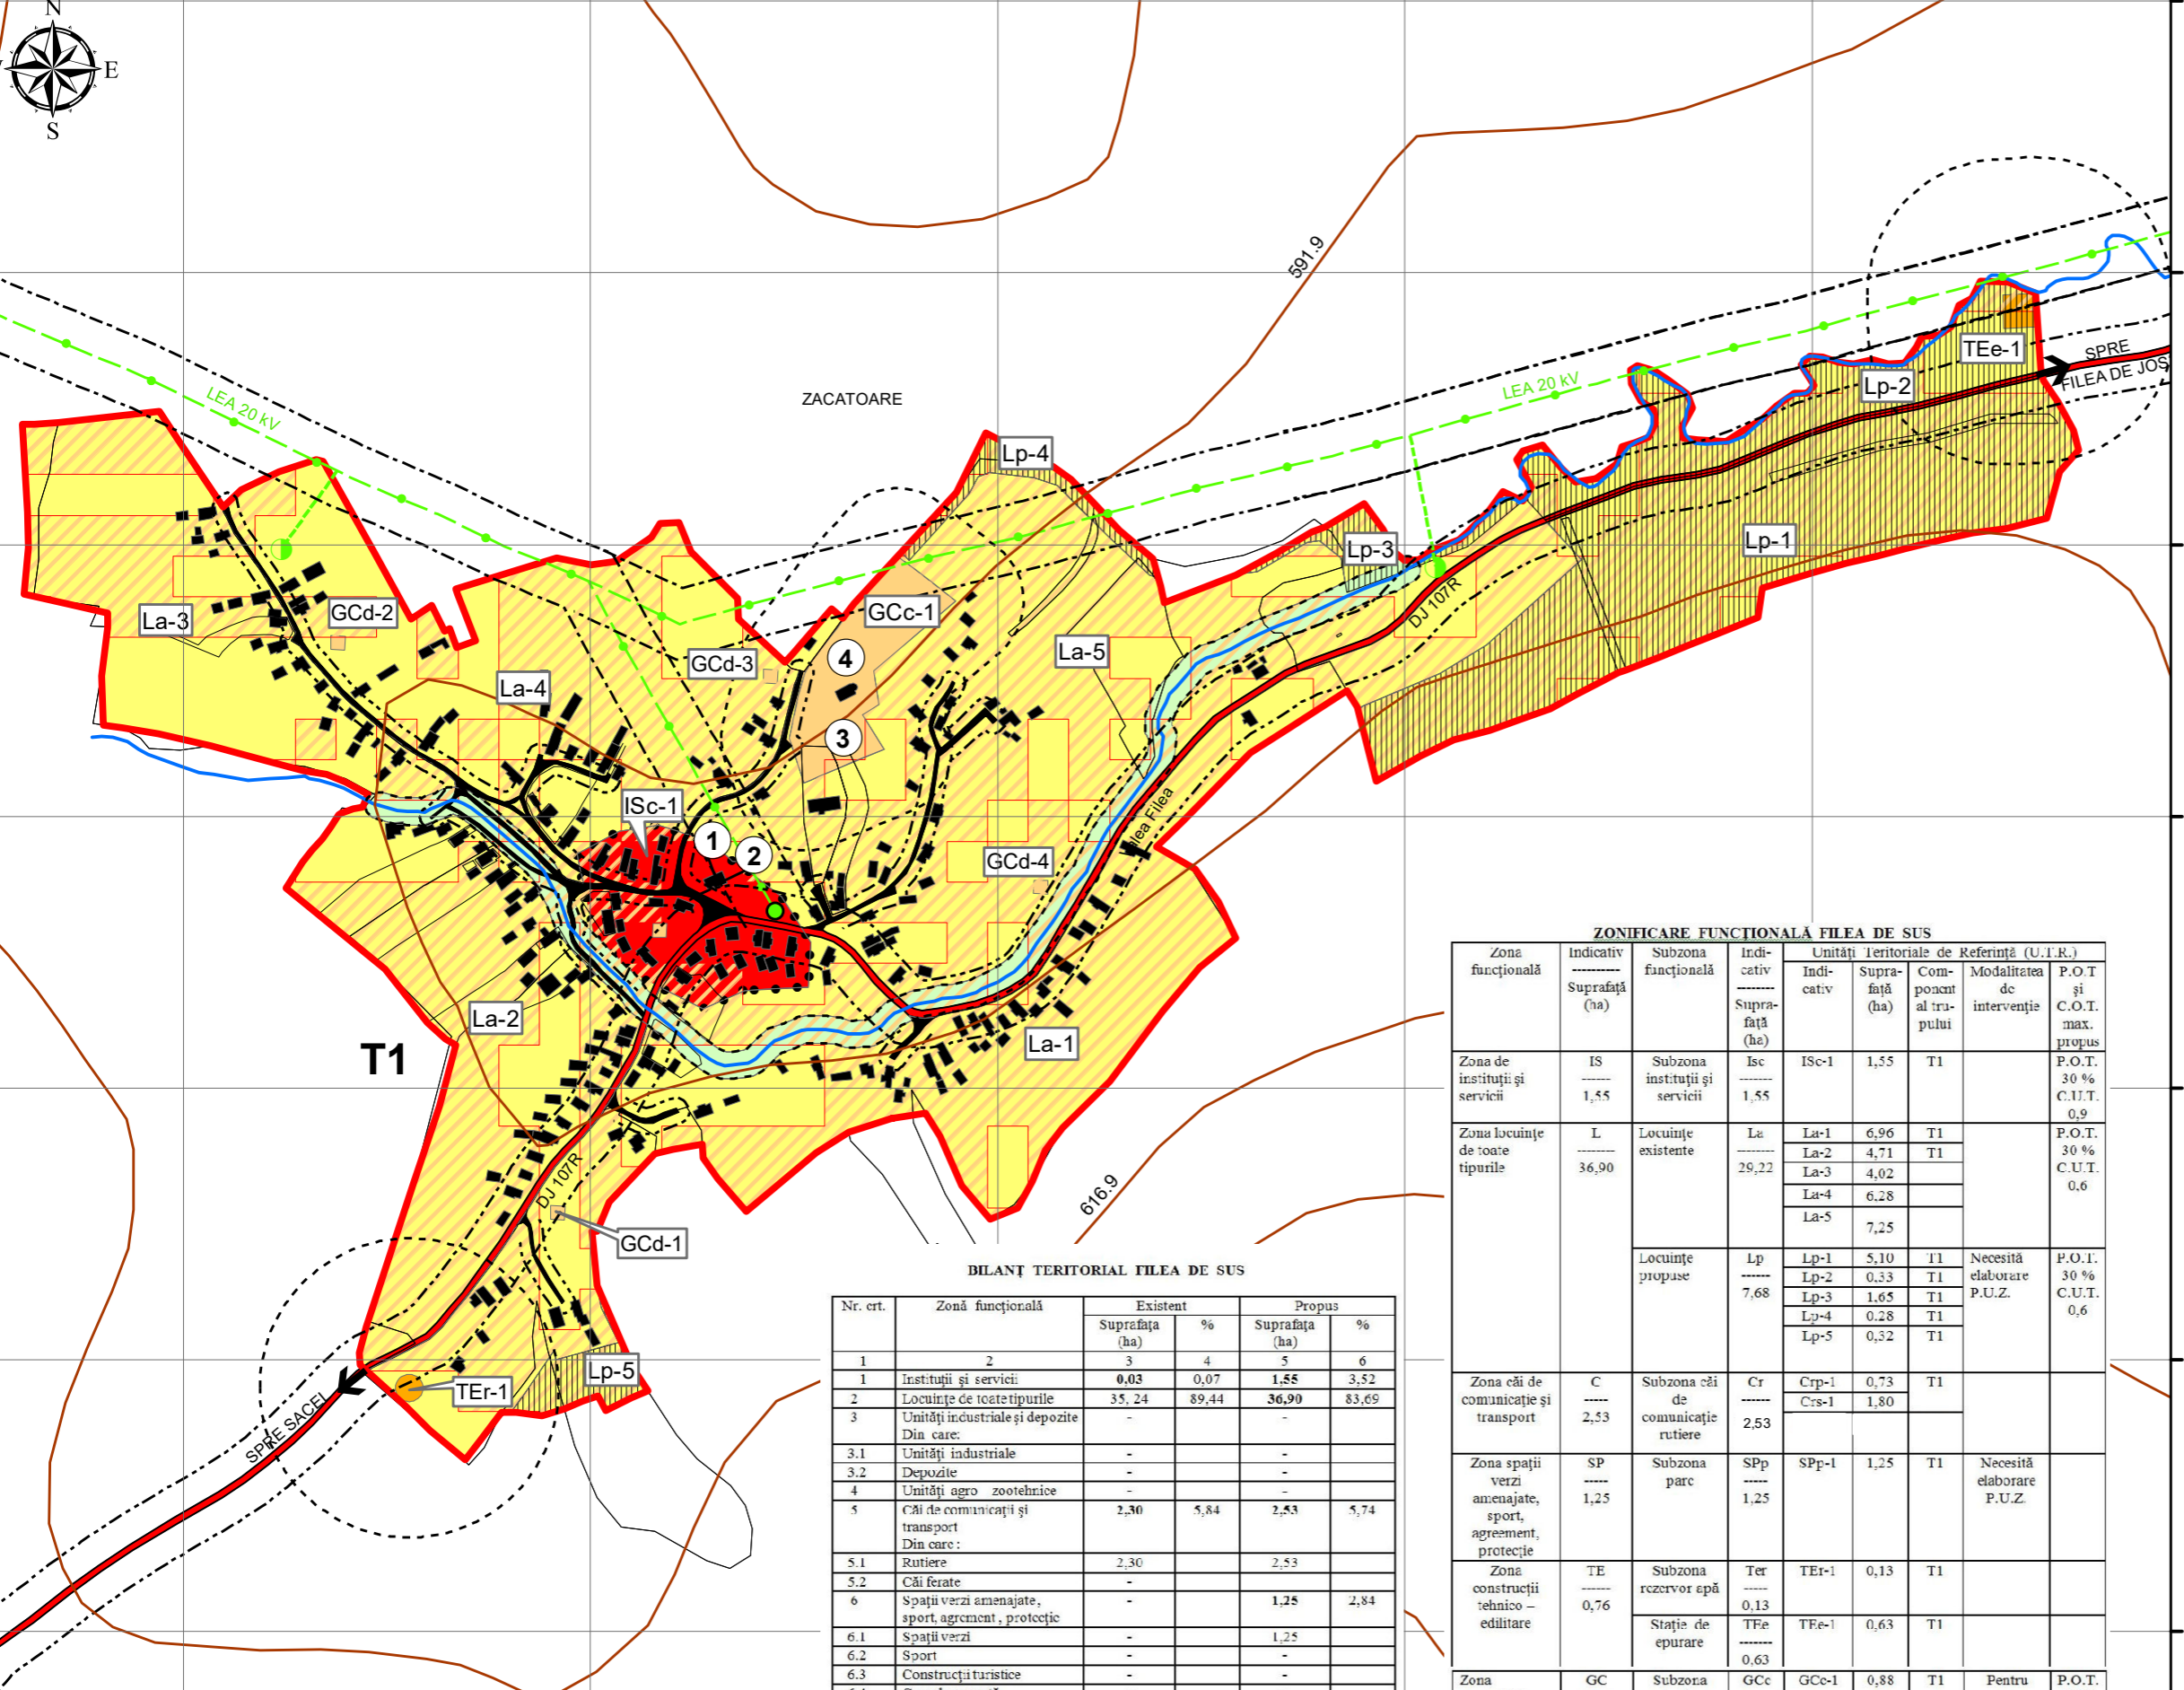 N
E
S
591.9
LEA 20 kV
ZACATOARE
LEA 20 kV
SPRE
FILEA DE JOS
TEe-1
Lp-2
Lp-4
Lp-3
Lp-1
DJ 107R
La-3
GCd-2
GCc-1
4
GCd-3
La-5
La-4
3
ISc-1
1
2
GCd-4
Filea
La-2
La-1
T1
DJ 107R
616.9
GCd-1
Lp-5
TEr-1
SPRE SACEL
ZONIFICARE FUNCȚIONALĂ FILEA DE SUS
Zona funcțională | Indicativ ---------- Suprafață (ha) | Subzona funcțională | Indi-cativ -------- Supra-față (ha) | Unități Teritoriale de Referință (U.T.R.)
Indi-cativ | Supra-față (ha) | Com-ponent al tru-pului | Modalitatea de intervenție | P.O.T și C.O.T. max. propus
Zona de instituții și servicii | IS ------ 1,55 | Subzona instituții și servicii | Isc ------- 1,55 | ISc-1 | 1,55 | T1 | P.O.T. 30 % C.U.T. 0,9
Zona locuințe de toate tipurile | L -------- 36,90 | Locuințe existente | La -------- 29,22 | La-1 | 6,96 | T1 | P.O.T. 30 % C.U.T. 0,6
La-2 | 4,71 | T1
La-3 | 4,02
La-4 | 6,28
La-5 | 7,25
Locuințe propuse | Lp ------ 7,68 | Lp-1 | 5,10 | T1 | Necesită elaborare P.U.Z. | P.O.T. 30 % C.U.T. 0,6
Lp-2 | 0,33 | T1
Lp-3 | 1,65 | T1
Lp-4 | 0.28 | T1
Lp-5 | 0,32 | T1
Zona căi de comunicație și transport | C ----- 2,53 | Subzona căi de comunicație rutiere | Cr ------ 2,53 | Crp-1 | 0,73 | T1
Crs-1 | 1,80
Zona spații verzi amenajate, sport, agreement, protecție | SP ----- 1,25 | Subzona parc | SPp ----- 1,25 | SPp-1 | 1,25 | T1 | Necesită elaborare P.U.Z.
Zona construcții tehnico – edilitare | TE ------ 0,76 | Subzona rezervor apă | Ter ----- 0,13 | TEr-1 | 0,13 | T1
Stație de epurare | TEe ------- 0,63 | TEe-1 | 0,63 | T1
Zona | GC | Subzona | GCc | GCc-1 | 0,88 | T1 | Pentru | P.O.T.
BILANȚ TERITORIAL FILEA DE SUS
Nr. crt. | Zonă funcțională | Existent | Propus
Suprafața (ha) | % | Suprafața (ha) | %
1 | 2 | 3 | 4 | 5 | 6
1 | Instituții și servicii | 0,03 | 0,07 | 1,55 | 3,52
2 | Locuințe de toate tipurile | 35, 24 | 89,44 | 36,90 | 83,69
3 | Unități industriale și depozite Din care: | - | -
3.1 | Unități industriale | - | -
3.2 | Depozite | - | -
4 | Unități agro zootehnice | - | -
5 | Căi de comunicații și transport Din care : | 2,30 | 5,84 | 2,53 | 5,74
5.1 | Rutiere | 2,30 | 2,53
5.2 | Căi ferate | -
6 | Spații verzi amenajate, sport, agrement, protecție | - | 1,25 | 2,84
6.1 | Spații verzi | - | 1,25
6.2 | Sport | - | -
6.3 | Construcții turistice | - | -